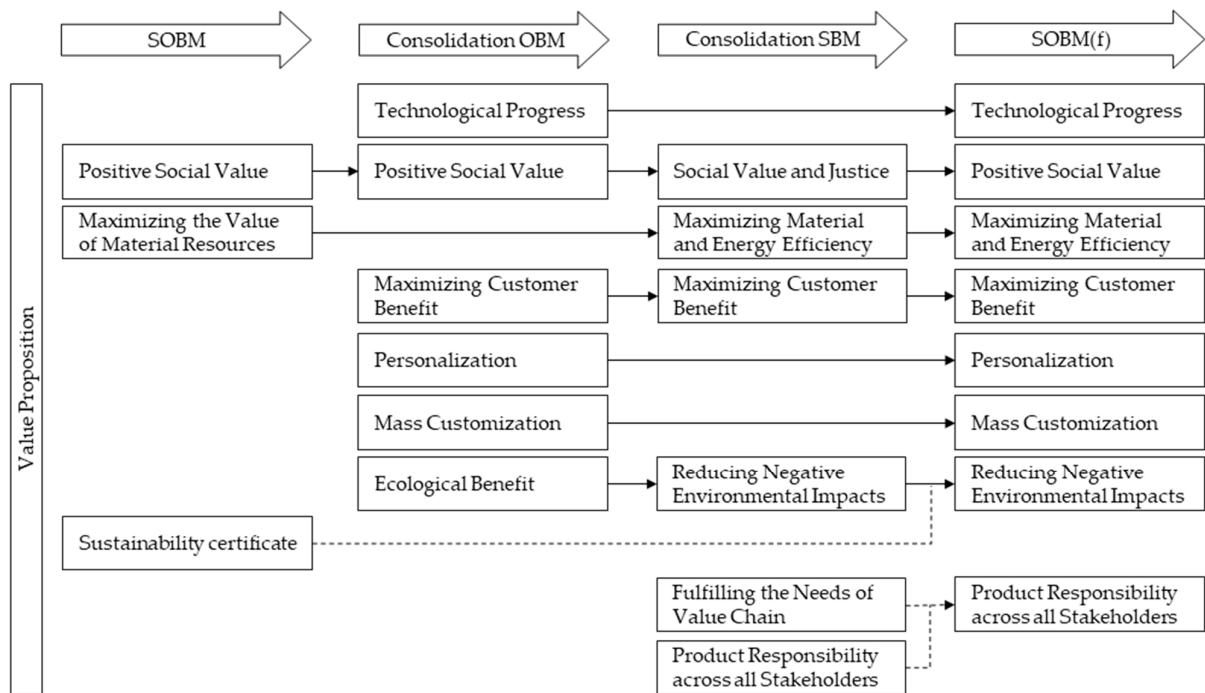 SOBM
Consolidation OBM
Consolidation SBM
SOBM(f)
Value Proposition
Technological Progress
Technological Progress
Positive Social Value
Positive Social Value
Social Value and Justice
Positive Social Value
Maximizing the Value
of Material Resources
Maximizing Material
and Energy Efficiency
Maximizing Material
and Energy Efficiency
Maximizing Customer
Benefit
Maximizing Customer
Benefit
Maximizing Customer
Benefit
Personalization
Personalization
Mass Customization
Mass Customization
Ecological Benefit
Reducing Negative
Environmental Impacts
Reducing Negative
Environmental Impacts
Sustainability certificate
Fulfilling the Needs of
Value Chain
Product Responsibility
across all Stakeholders
Product Responsibility
across all Stakeholders